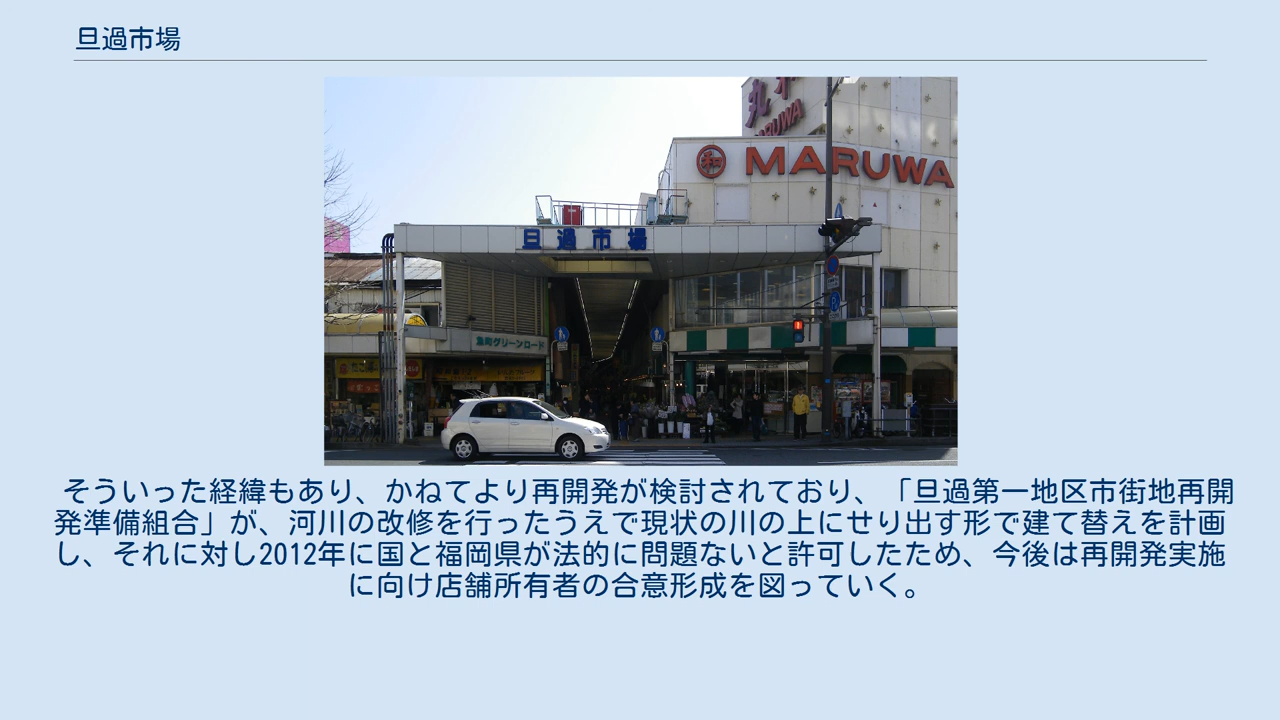 旦過市場
丸和
MARUWA
和 MARUWA
旦過市場
魚町グリーンロード
そういった経緯もあり、かねてより再開発が検討されており、「旦過第一地区市街地再開
発準備組合」が、河川の改修を行ったうえで現状の川の上にせり出す形で建て替えを計画
し、それに対し2012年に国と福岡県が法的に問題ないと許可したため、今後は再開発実施
に向け店舗所有者の合意形成を図っていく。